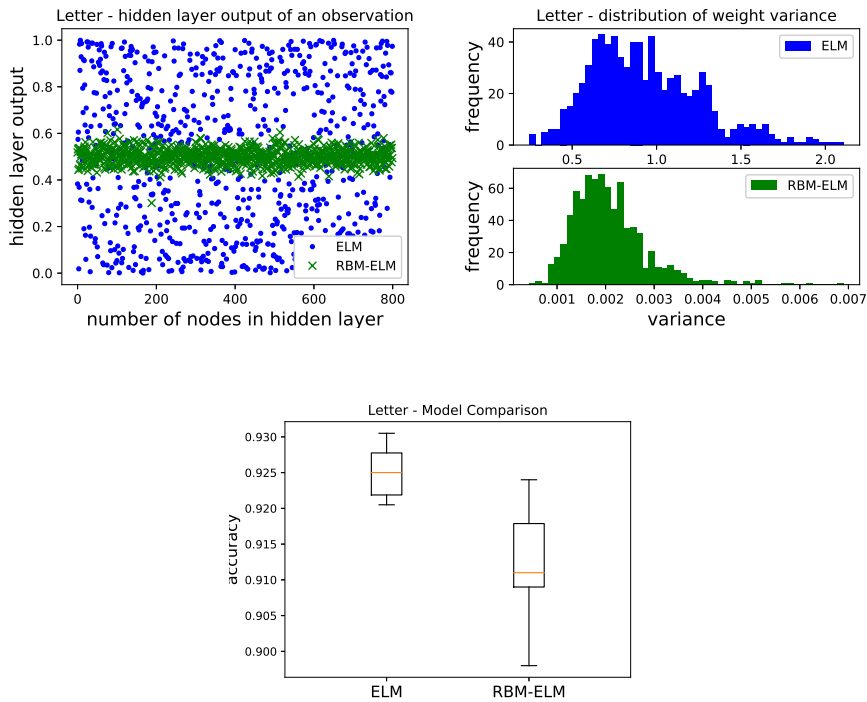 Letter - hidden layer output of an observation
hidden layer output
1.0
0.8
0.6
0.4
0.2
0.0
ELM
RBM-ELM
0 200 400 600 800
number of nodes in hidden layer
Letter - distribution of weight variance
frequency
40
20
0
ELM
0.5 1.0 1.5 2.0
frequency
60
40
20
0
RBM-ELM
0.001 0.002 0.003 0.004 0.005 0.006 0.007
variance
Letter - Model Comparison
accuracy
0.930
0.925
0.920
0.915
0.910
0.905
0.900
ELM RBM-ELM